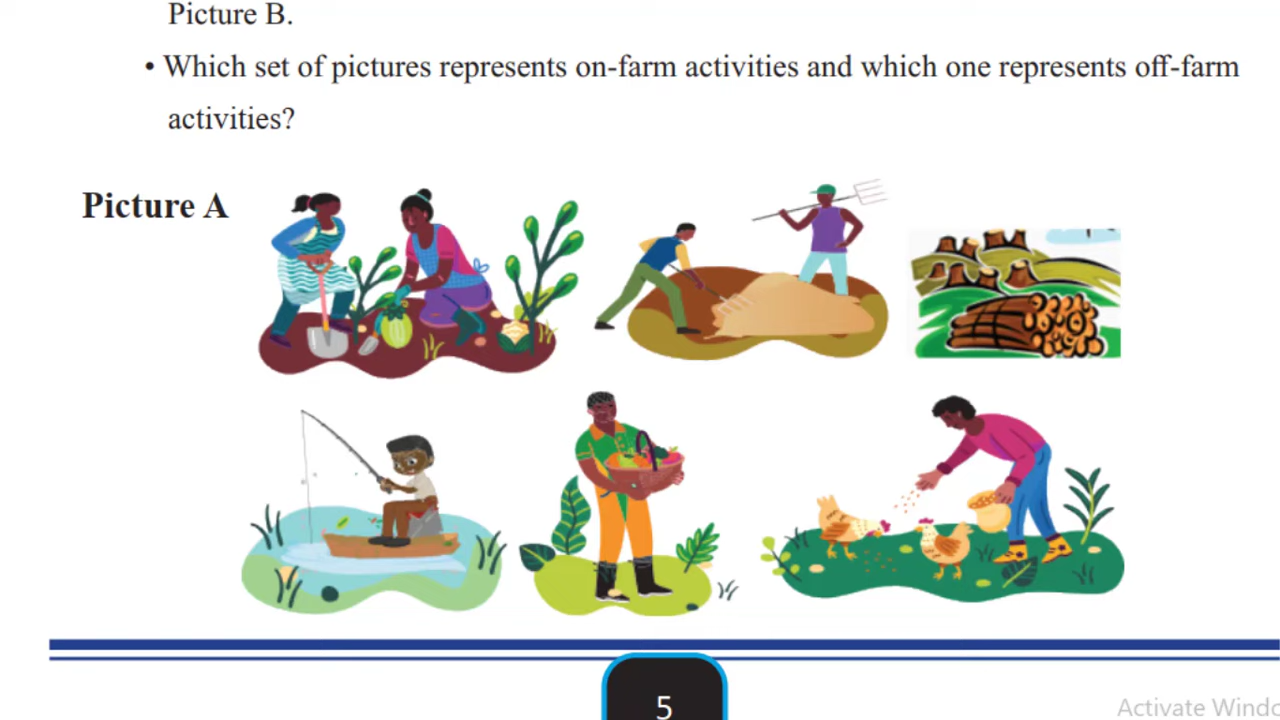 Picture B.
• Which set of pictures represents on-farm activities and which one represents off-farm
activities?
Picture A
5
Activate Windo